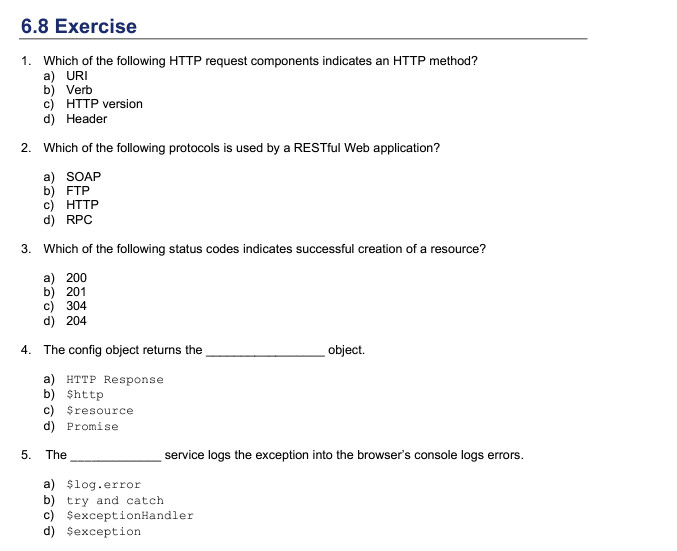 6.8 Exercise
1. Which of the following HTTP request components indicates an HTTP method?
a) URI
b) Verb
c) HTTP version
d) Header
2. Which of the following protocols is used by a RESTful Web application?
a) SOAP
b) FTP
c) HTTP
d) RPC
3. Which of the following status codes indicates successful creation of a resource?
a) 200
b) 201
c) 304
d) 204
4. The config object returns the _________________ object.
a) HTTP Response
b) $http
c) $resource
d) Promise
5. The _____________ service logs the exception into the browser's console logs errors.
a) $log.error
b) try and catch
c) $exceptionHandler
d) $exception